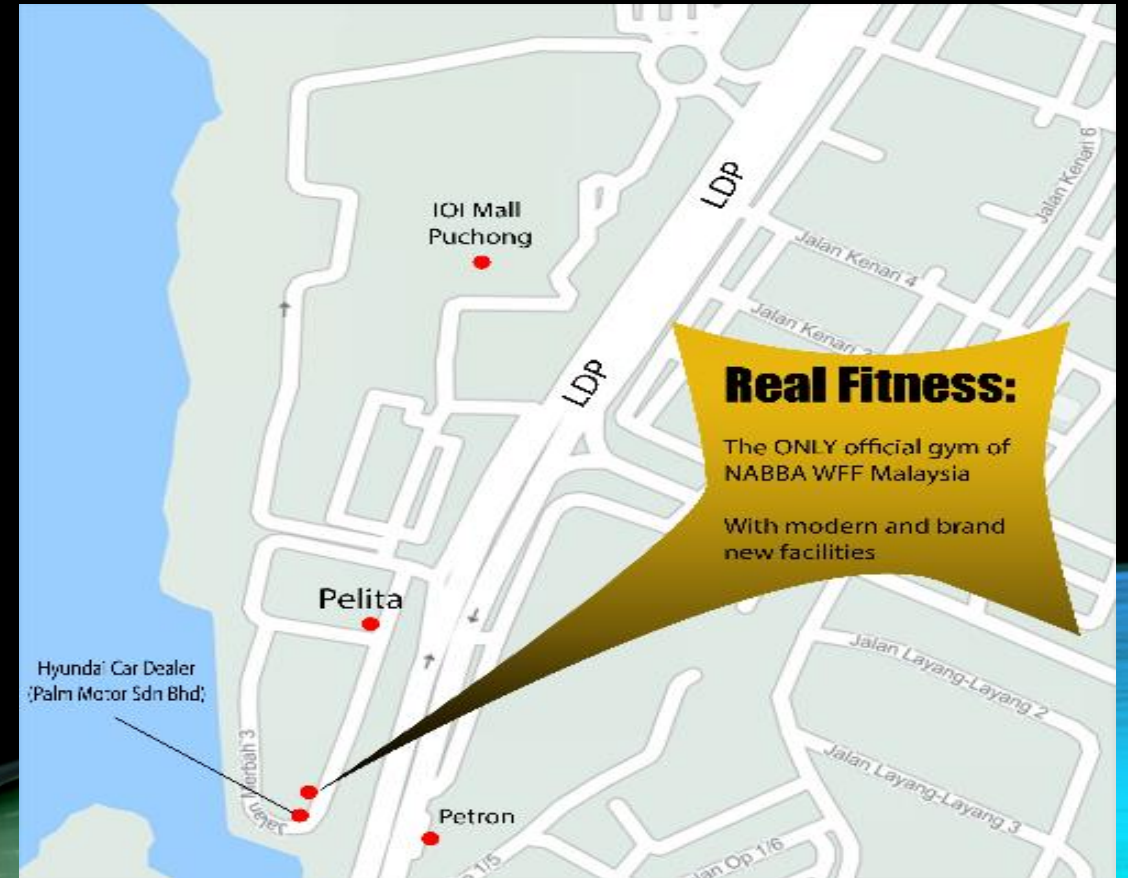 LDP
IOI Mall
Puchong
Jalan Kenari 6
Jalan Kenari 4
Jalan Kenari
LDP
Real Fitness:
The ONLY official gym of
NABBA WFF Malaysia
With modern and brand
new facilities
Pelita
Hyundai Car Dealer
(Palm Motor Sdn Bhd)
Jalan Layang-Layang 2
Jalan Merbah 3
Jalan Layang-Layang 3
Petron
1/5
Op 1/6